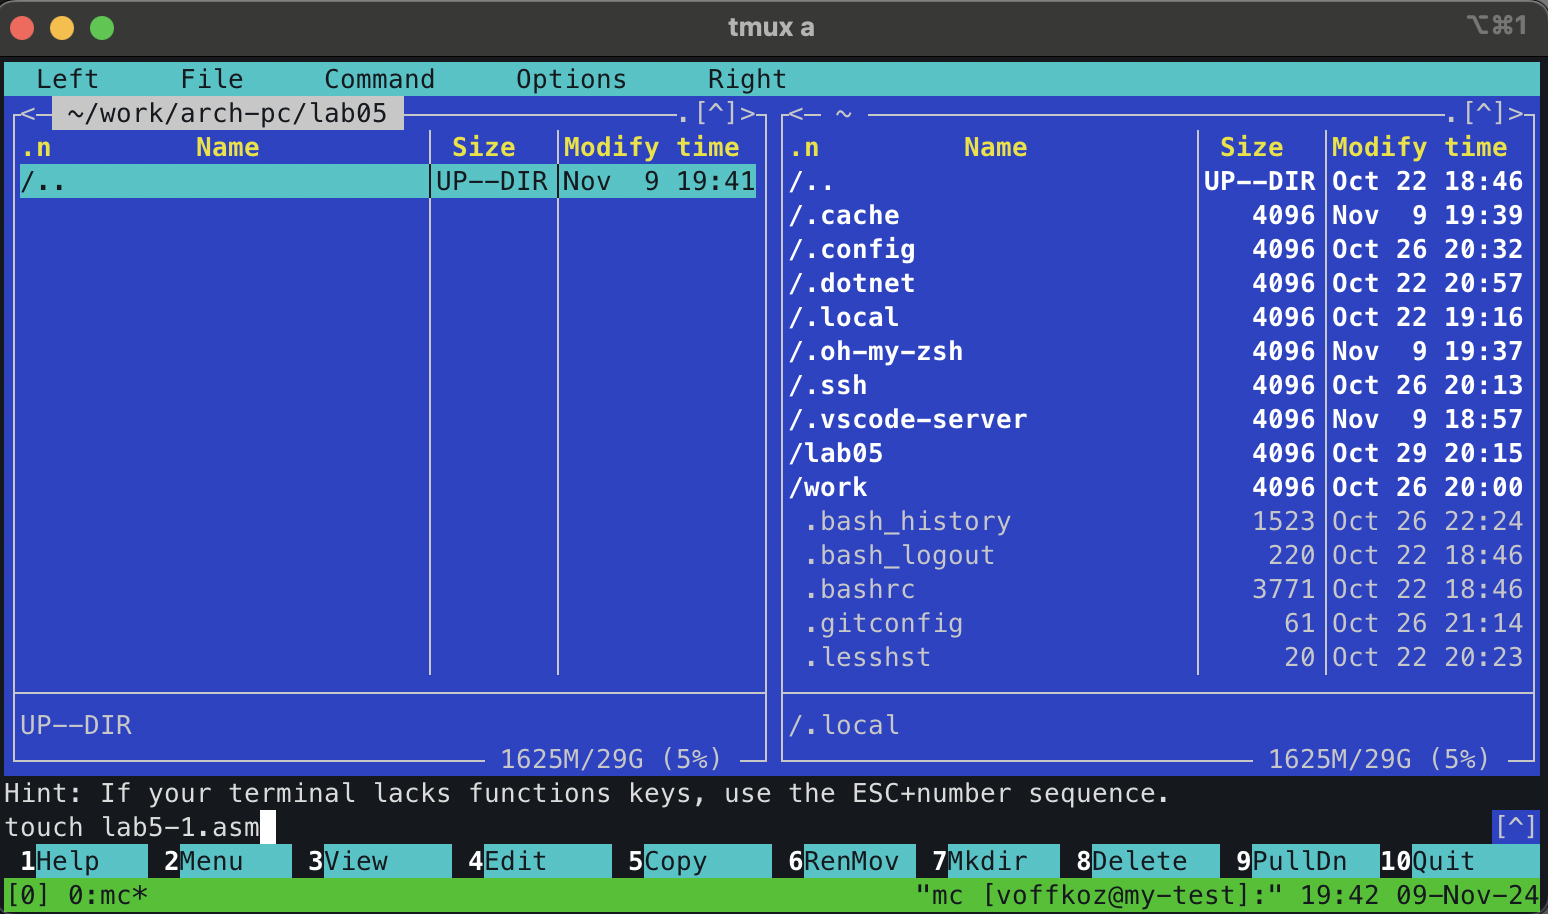 tmux a ⌥⌘1
Left File Command Options Right
<─ ~/work/arch-pc/lab05 ─.[^]>
.n Name Size Modify time
/.. UP--DIR Nov 9 19:41
UP--DIR
1625M/29G (5%)
<─ ~ ─.[^]>
.n Name Size Modify time
/.. UP--DIR Oct 22 18:46
/.cache 4096 Nov 9 19:39
/.config 4096 Oct 26 20:32
/.dotnet 4096 Oct 22 20:57
/.local 4096 Oct 22 19:16
/.oh-my-zsh 4096 Nov 9 19:37
/.ssh 4096 Oct 26 20:13
/.vscode-server 4096 Nov 9 18:57
/lab05 4096 Oct 29 20:15
/work 4096 Oct 26 20:00
.bash_history 1523 Oct 26 22:24
.bash_logout 220 Oct 22 18:46
.bashrc 3771 Oct 22 18:46
.gitconfig 61 Oct 26 21:14
.lesshst 20 Oct 22 20:23
/.local
1625M/29G (5%)
Hint: If your terminal lacks functions keys, use the ESC+number sequence.
touch lab5-1.asm [^]
1Help 2Menu 3View 4Edit 5Copy 6RenMov 7Mkdir 8Delete 9PullDn 10Quit
[0] 0:mc* "mc [voffkoz@my-test]:" 19:42 09-Nov-24